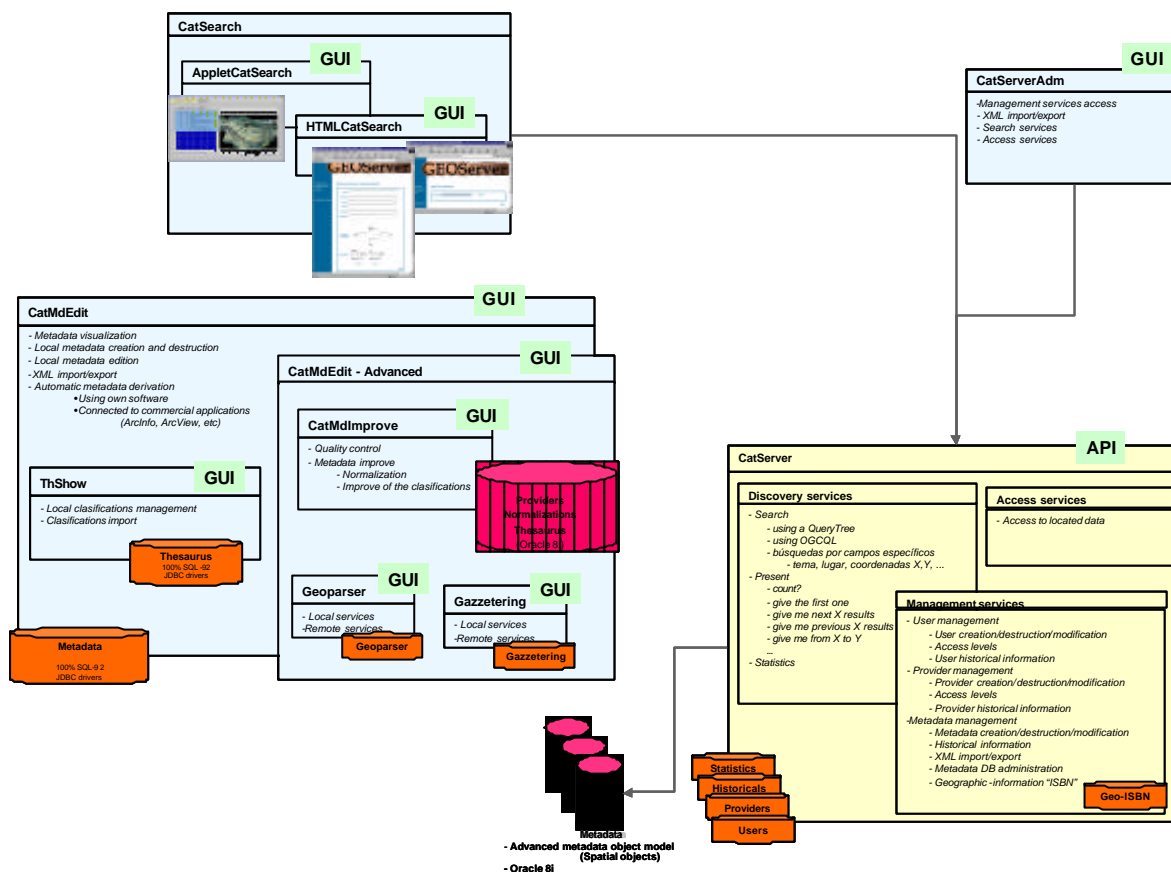 CatSearch
GUI
AppletCatSearch
GUI
HTMLCatSearch
GEOServer
GEOServer
GUI
CatServerAdm
-Management services access
- XML import/export
- Search services
- Access services
GUI
CatMdEdit
- Metadata visualization
- Local metadata creation and destruction
- Local metadata edition
-XML import/export
- Automatic metadata derivation
•Using own software
•Connected to commercial applications
(ArcInfo, ArcView, etc)
GUI
CatMdEdit - Advanced
GUI
CatMdImprove
- Quality control
- Metadata improve
- Normalization
- Improve of the clasifications
Providers
Normalizations
Thesaurus
(Oracle 8i)
GUI
ThShow
- Local clasifications management
- Clasifications import
Thesaurus
100% SQL -92
JDBC drivers
GUI
Geoparser
- Local services
-Remote services
Geoparser
GUI
Gazzetering
- Local services
-Remote services
Gazzetering
Metadata
100% SQL-9 2
JDBC drivers
API
CatServer
Discovery services
- Search
- using a QueryTree
- using OGCQL
- búsquedas por campos específicos
- tema, lugar, coordenadas X,Y, ...
- Present
- count?
- give the first one
- give me next X results
- give me previous X results
- give me from X to Y
...
- Statistics
Access services
- Access to located data
Management services
- User management
- User creation/destruction/modification
- Access levels
- User historical information
- Provider management
- Provider creation/destruction/modification
- Access levels
- Provider historical information
-Metadata management
- Metadata creation/destruction/modification
- Historical information
- XML import/export
- Metadata DB administration
- Geographic -information "ISBN"
Geo-ISBN
Statistics
Historicals
Providers
Users
Metadata
- Advanced metadata object model
(Spatial objects)
- Oracle 8i